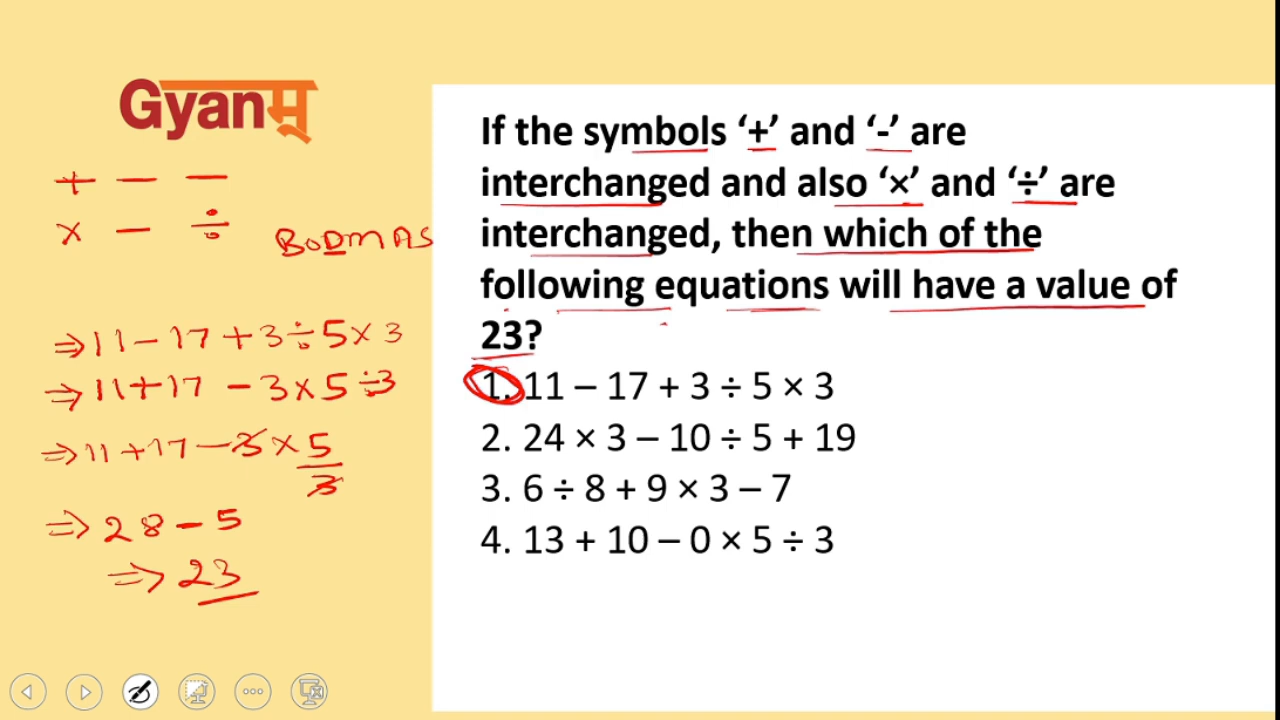 Gyanम्
+ — —
× — ÷
BODMAS
⇒ 11 – 17 + 3 ÷ 5 × 3
⇒ 11 + 17 – 3 × 5 ÷ 3
⇒ 11 + 17 – 3 × 5/3
⇒ 28 – 5
⇒ 23
If the symbols ‘+’ and ‘-’ are
interchanged and also ‘×’ and ‘÷’ are
interchanged, then which of the
following equations will have a value of
23?
1. 11 – 17 + 3 ÷ 5 × 3
2. 24 × 3 – 10 ÷ 5 + 19
3. 6 ÷ 8 + 9 × 3 – 7
4. 13 + 10 – 0 × 5 ÷ 3